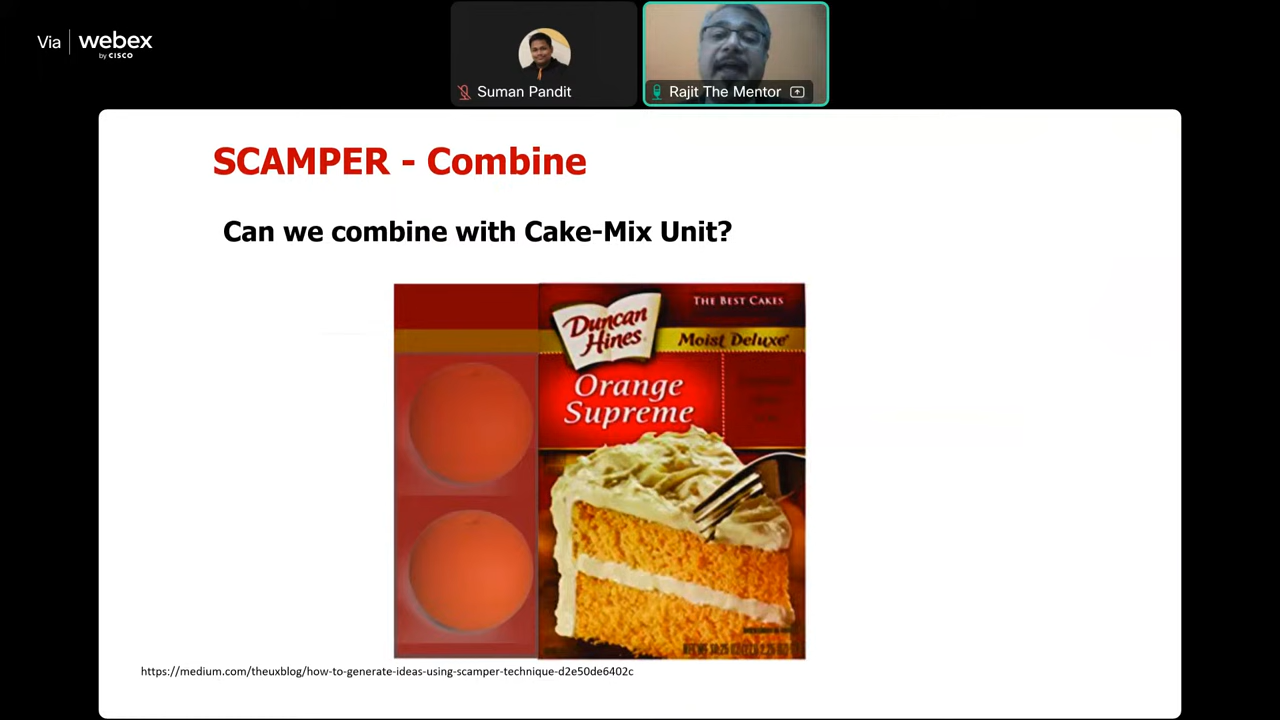 Via webex
by CISCO
Suman Pandit
Rajit The Mentor
SCAMPER - Combine
Can we combine with Cake-Mix Unit?
THE BEST CAKES
Duncan
Hines
Moist Deluxe
Orange
Supreme
https://medium.com/theuxblog/how-to-generate-ideas-using-scamper-technique-d2e50de6402c